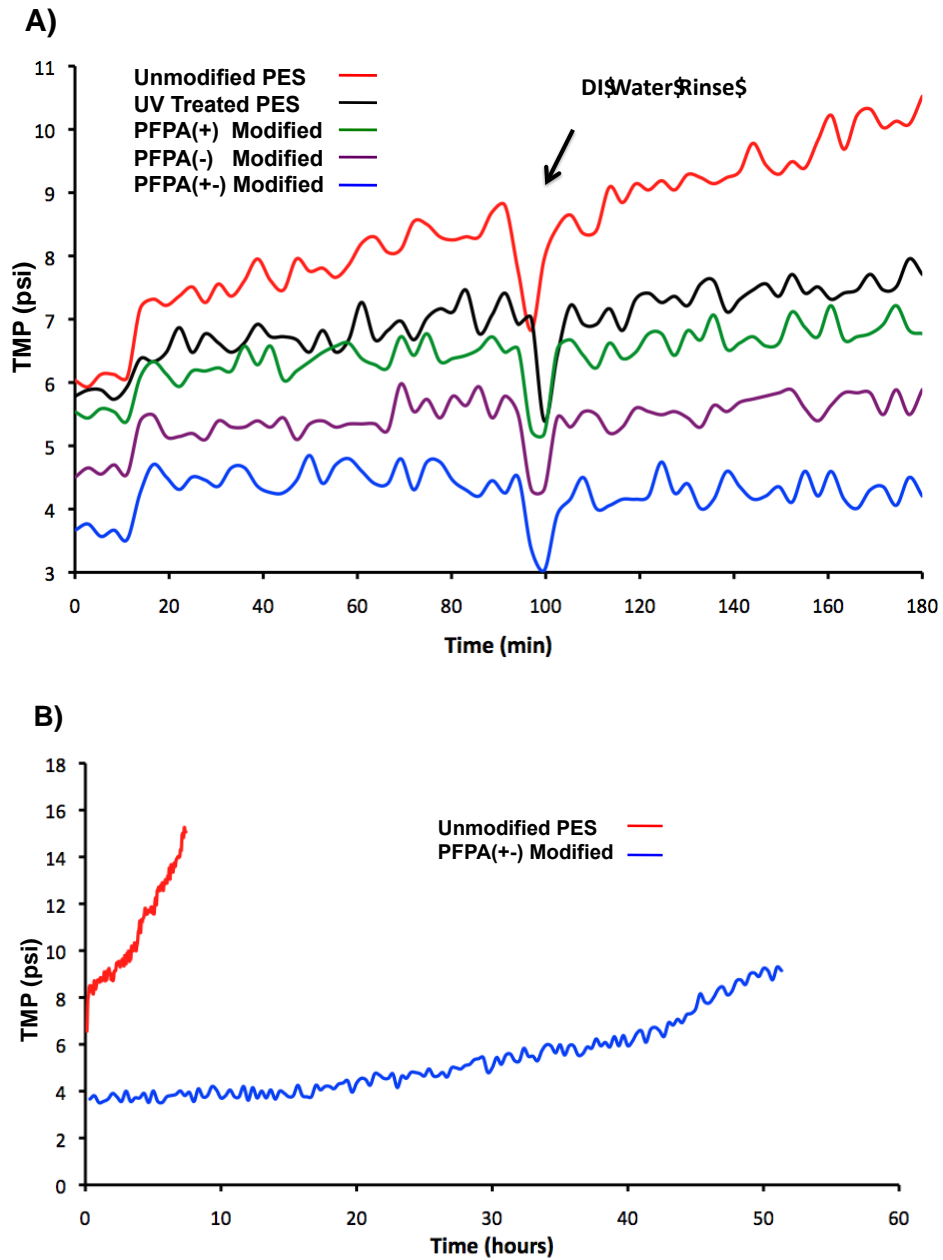 A)
TMP (psi)
11
10
9
8
7
6
5
4
3
Unmodified PES
UV Treated PES
PFPA(+) Modified
PFPA(-) Modified
PFPA(+-) Modified
DI$Water$Rinse$
0 20 40 60 80 100 120 140 160 180
Time (min)
B)
TMP (psi)
18
16
14
12
10
8
6
4
2
0
Unmodified PES
PFPA(+-) Modified
0 10 20 30 40 50 60
Time (hours)